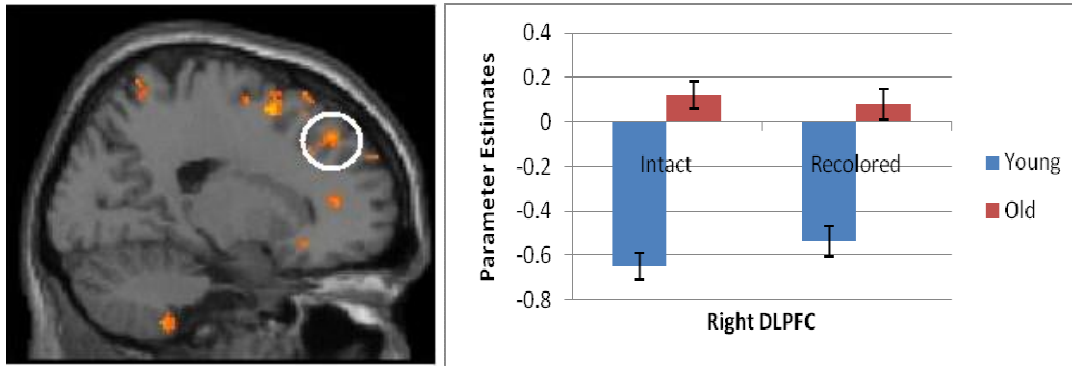 0.4
0.2
0
-0.2
-0.4
-0.6
-0.8
Parameter Estimates
Intact
Recolored
Young
Old
Right DLPFC